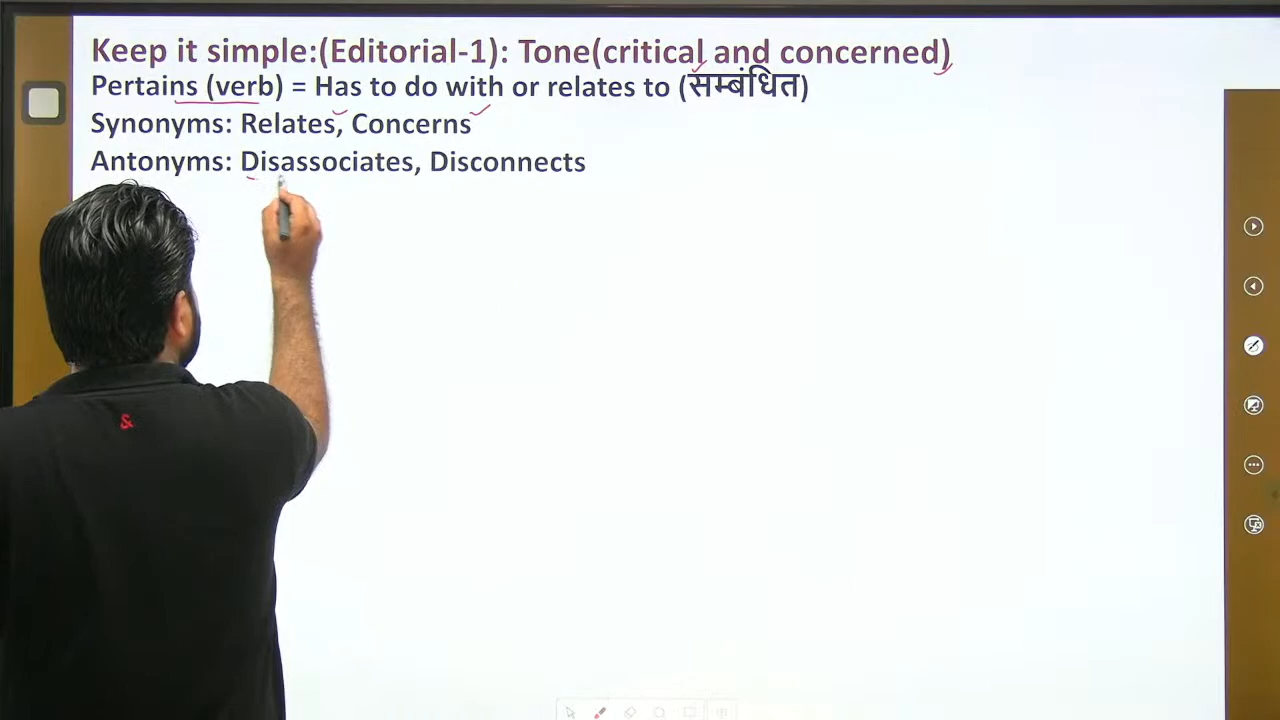 Keep it simple:(Editorial-1): Tone(critical and concerned)
Pertains (verb) = Has to do with or relates to (सम्बंधित)
Synonyms: Relates, Concerns
Antonyms: Disassociates, Disconnects
&